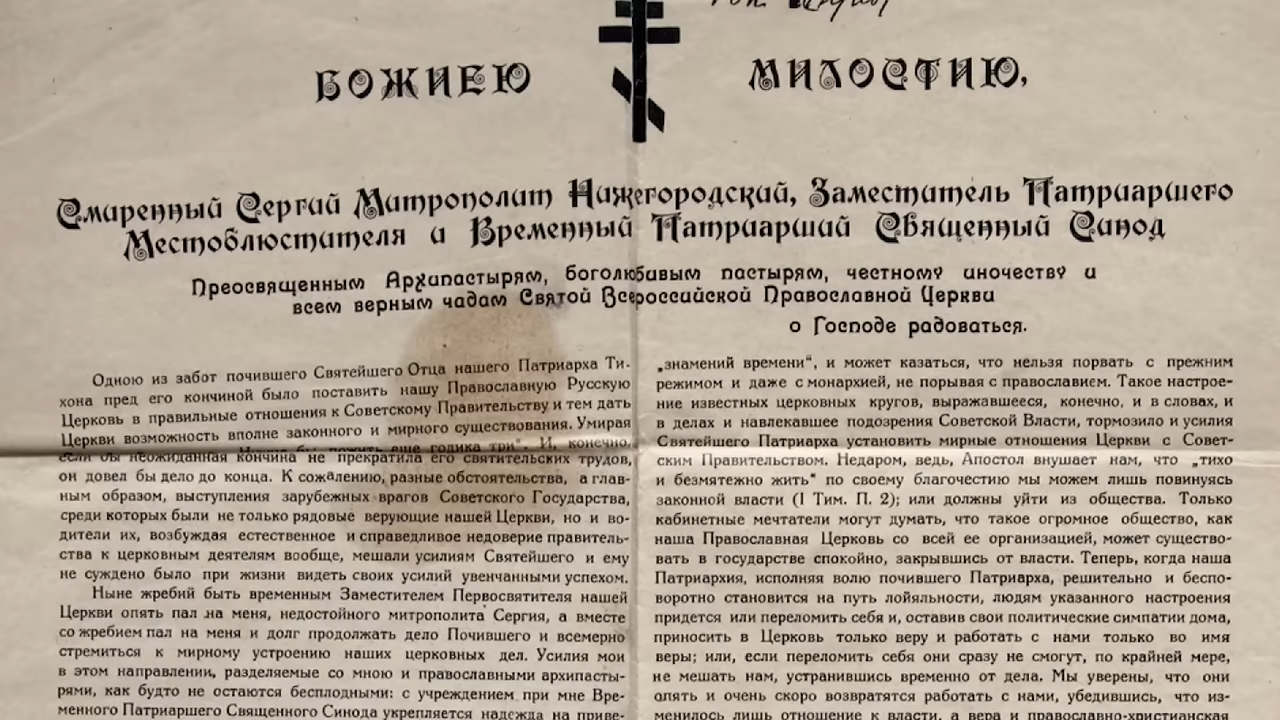 БОЖИЕЮ МИЛОСТИЮ,
Смиренный Сергий Митрополит Нижегородский, Заместитель Патриаршего
Местоблюстителя и Временный Патриарший Священный Синод
Преосвященным Архипастырям, боголюбивым пастырям, честному иночеству и
всем верным чадам Святой Всероссийской Православной Церкви
о Господе радоваться.
Одною из забот почившего Святейшего Отца нашего Патриарха Ти-
хона пред его кончиной было поставить нашу Православную Русскую
Церковь в правильные отношения к Советскому Правительству и тем дать
Церкви возможность вполне законного и мирного существования. Умирая
пожить еще годика три". И, конечно,
если бы неожиданная кончина не прекратила его святительских трудов,
он довел бы дело до конца. К сожалению, разные обстоятельства, а глав-
ным образом, выступления зарубежных врагов Советского Государства,
среди которых были не только рядовые верующие нашей Церкви, но и во-
дители их, возбуждая естественное и справедливое недоверие правитель-
ства к церковным деятелям вообще, мешали усилиям Святейшего и ему
не суждено было при жизни видеть своих усилий увенчанными успехом.
Ныне жребий быть временным Заместителем Первосвятителя нашей
Церкви опять пал на меня, недостойного митрополита Сергия, а вместе
со жребием пал на меня и долг продолжать дело Почившего и всемерно
стремиться к мирному устроению наших церковных дел. Усилия мои
в этом направлении, разделяемые со мною и православными архипасты-
рями, как будто не остаются бесплодными: с учреждением при мне Вре-
менного Патриаршего Священного Синода укрепляется надежда на приве-
„знамений времени“, и может казаться, что нельзя порвать с прежним
режимом и даже с монархией, не порывая с православием. Такое настрое-
ние известных церковных кругов, выражавшееся, конечно, и в словах, и
в делах и навлекавшее подозрения Советской Власти, тормозило и усилия
Святейшего Патриарха установить мирные отношения Церкви с Совет-
ским Правительством. Недаром, ведь, Апостол внушает нам, что „тихо
и безмятежно жить“ по своему благочестию мы можем лишь повинуясь
законной власти (I Тим. П. 2); или должны уйти из общества. Только
кабинетные мечтатели могут думать, что такое огромное общество, как
наша Православная Церковь со всей ее организацией, может существо-
вать в государстве спокойно, закрывшись от власти. Теперь, когда наша
Патриархия, исполняя волю почившего Патриарха, решительно и беспо-
воротно становится на путь лойяльности, людям указанного настроения
придется или переломить себя и, оставив свои политические симпатии дома,
приносить в Церковь только веру и работать с нами только во имя
веры; или, если переломить себя они сразу не смогут, по крайней мере,
не мешать нам, устранившись временно от дела. Мы уверены, что они
опять и очень скоро возвратятся работать с нами, убедившись, что из-
менилось лишь отношение к власти, а вера и православно-христианская